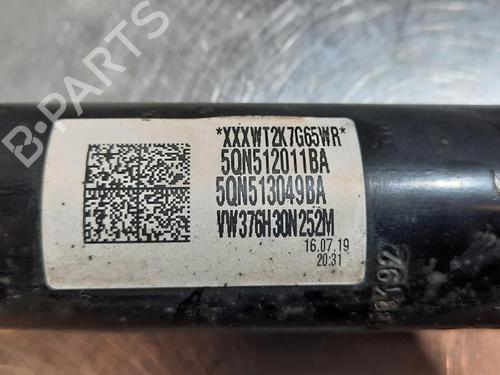 *XXXWT2K7G65WR*
5QN512011BA
5QN513049BA
VW376H30N252M
16.07.19
20:31
B-PARTS